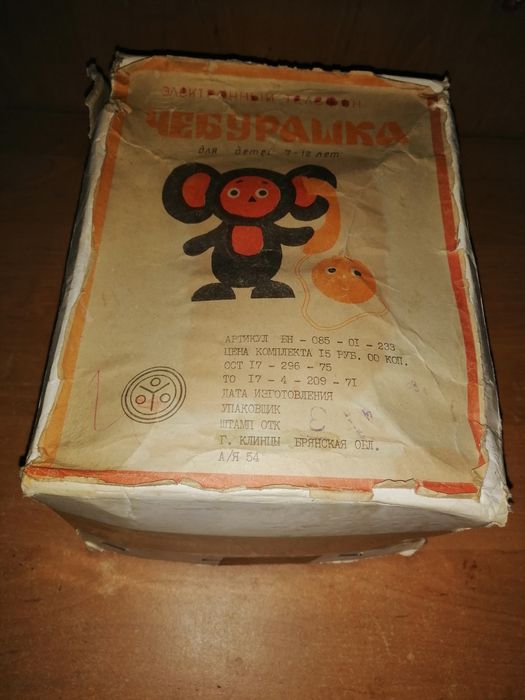 ЭЛЕКТРОННЫЙ ТЕЛЕФОН
ЧЕБУРАШКА
для детей 7-12 лет
АРТИКУЛ БН - 085 - 01 - 233
ЦЕНА КОМПЛЕКТА 15 РУБ. 00 КОП.
ОСТ 17 - 296 - 75
ТО 17 - 4 - 209 - 71
ДАТА ИЗГОТОВЛЕНИЯ
УПАКОВЩИК
ШТАМП ОТК 3
Г. КЛИНЦЫ БРЯНСКАЯ ОБЛ.
А/Я 54